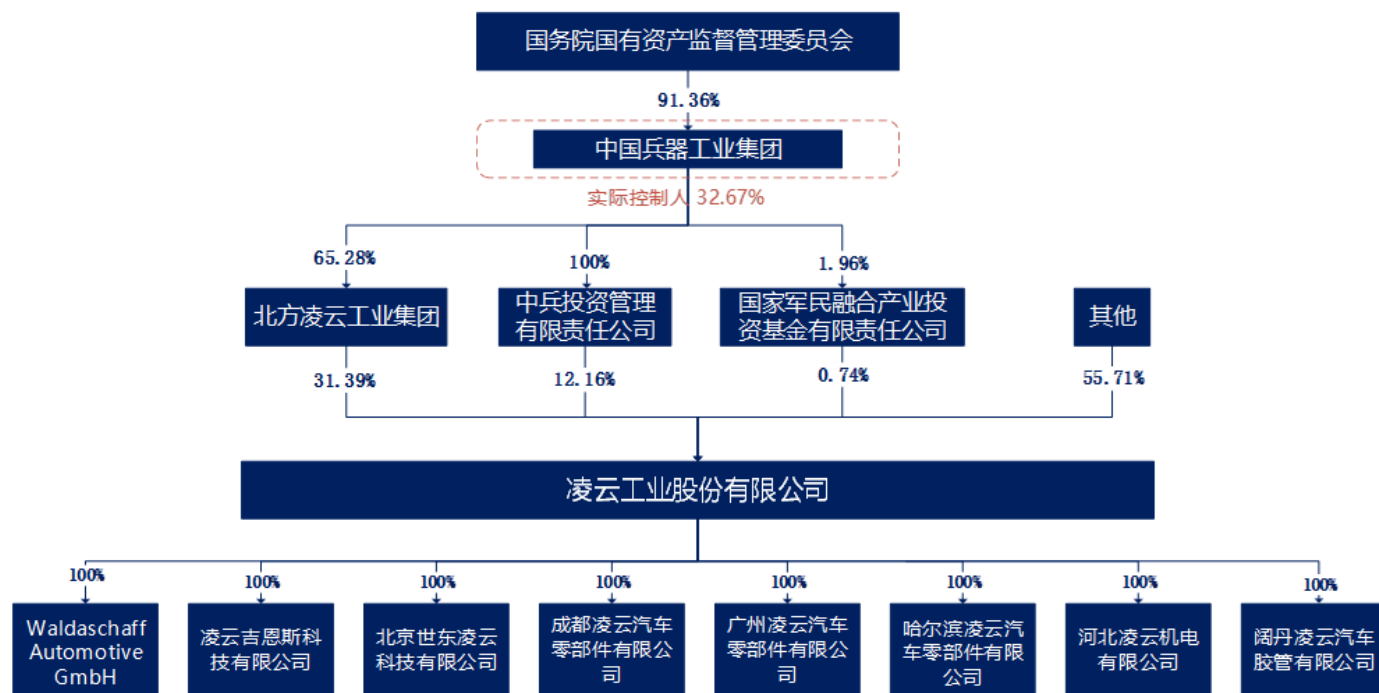 国务院国有资产监督管理委员会
91.36%
中国兵器工业集团
实际控制人 32.67%
65.28%
100%
1.96%
北方凌云工业集团
中兵投资管理
有限责任公司
国家军民融合产业投
资基金有限责任公司
其他
31.39%
12.16%
0.74%
55.71%
凌云工业股份有限公司
100%
100%
100%
100%
100%
100%
100%
100%
Waldaschaff
Automotive
GmbH
凌云吉恩斯科
技有限公司
北京世东凌云
科技有限公司
成都凌云汽车
零部件有限公
司
广州凌云汽车
零部件有限公
司
哈尔滨凌云汽
车零部件有限
公司
河北凌云机电
有限公司
阔丹凌云汽车
胶管有限公司